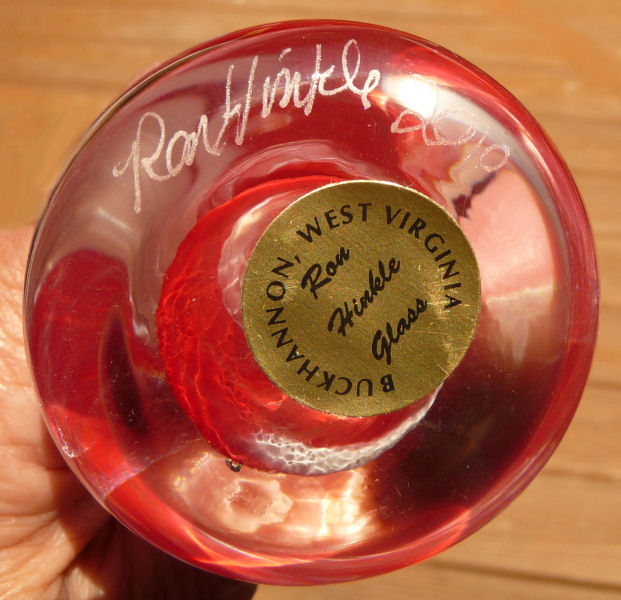 Ron Hinkle 2010
BUCKHANNON, WEST VIRGINIA
Ron
Hinkle
Glass